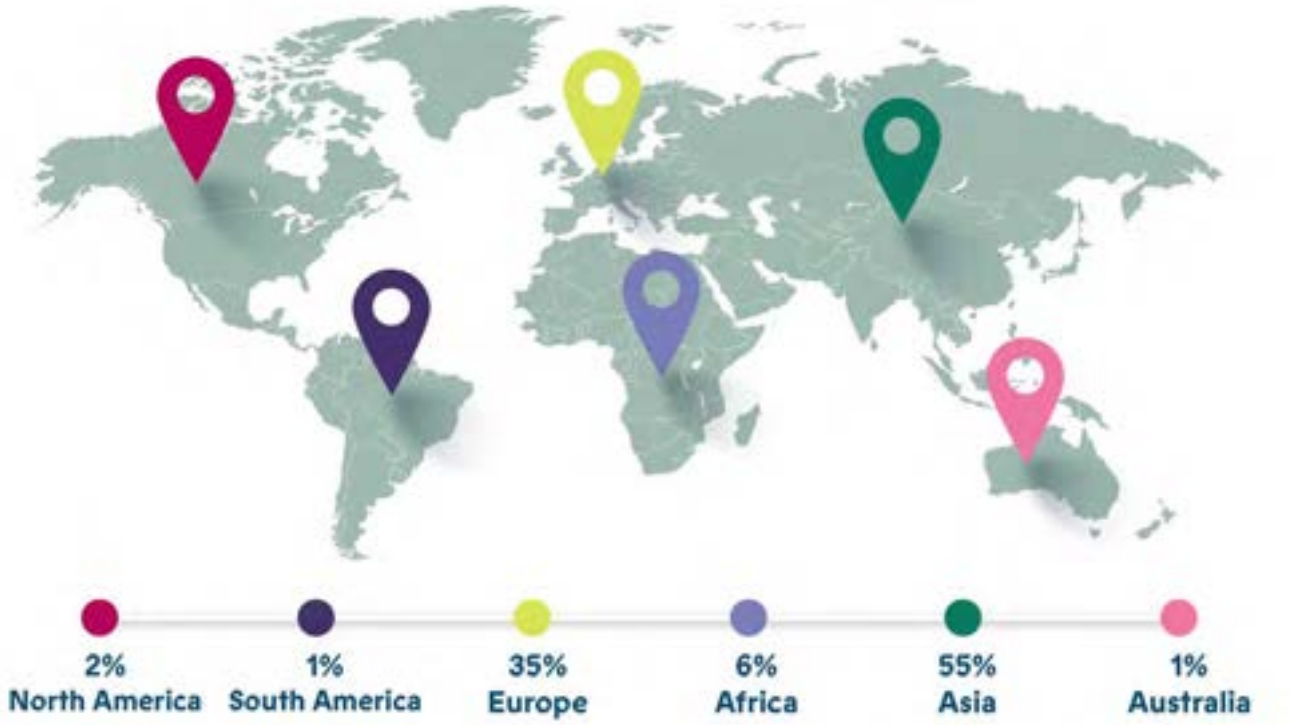 2%
North America
1%
South America
35%
Europe
6%
Africa
55%
Asia
1%
Australia